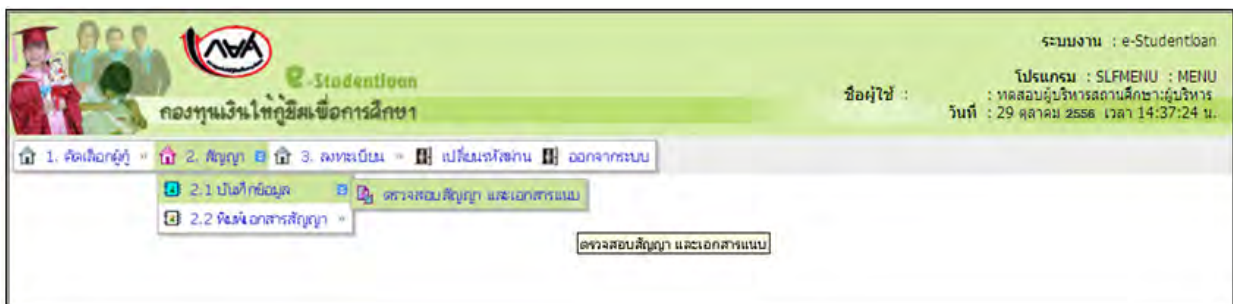 ระบบงาน : e-Studentloan
กยศ
e-Studentloan
โปรแกรม : SLFMENU : MENU
ชื่อผู้ใช้ : : ทดสอบผู้บริหารสถานศึกษา:ผู้บริหาร
กองทุนเงินให้กู้ยืมเพื่อการศึกษา
วันที่ : 29 ตุลาคม 2556 เวลา 14:37:24 น.
1. คัดเลือกผู้กู้ » 2. สัญญา 3. ลงทะเบียน » เปลี่ยนรหัสผ่าน ออกจากระบบ
2.1 บันทึกข้อมูล ตรวจสอบสัญญา และเอกสารแนบ
2.2 พิมพ์เอกสารสัญญา »
ตรวจสอบสัญญา และเอกสารแนบ